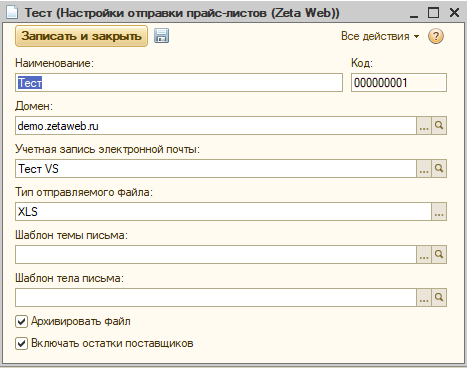 Тест (Настройки отправки прайс-листов (Zeta Web))
Записать и закрыть Все действия ?
Наименование: Код:
Тест 000000001
Домен:
demo.zetaweb.ru ...
Учетная запись электронной почты:
Тест VS ...
Тип отправляемого файла:
XLS ...
Шаблон темы письма:
...
Шаблон тела письма:
...
Архивировать файл
Включать остатки поставщиков